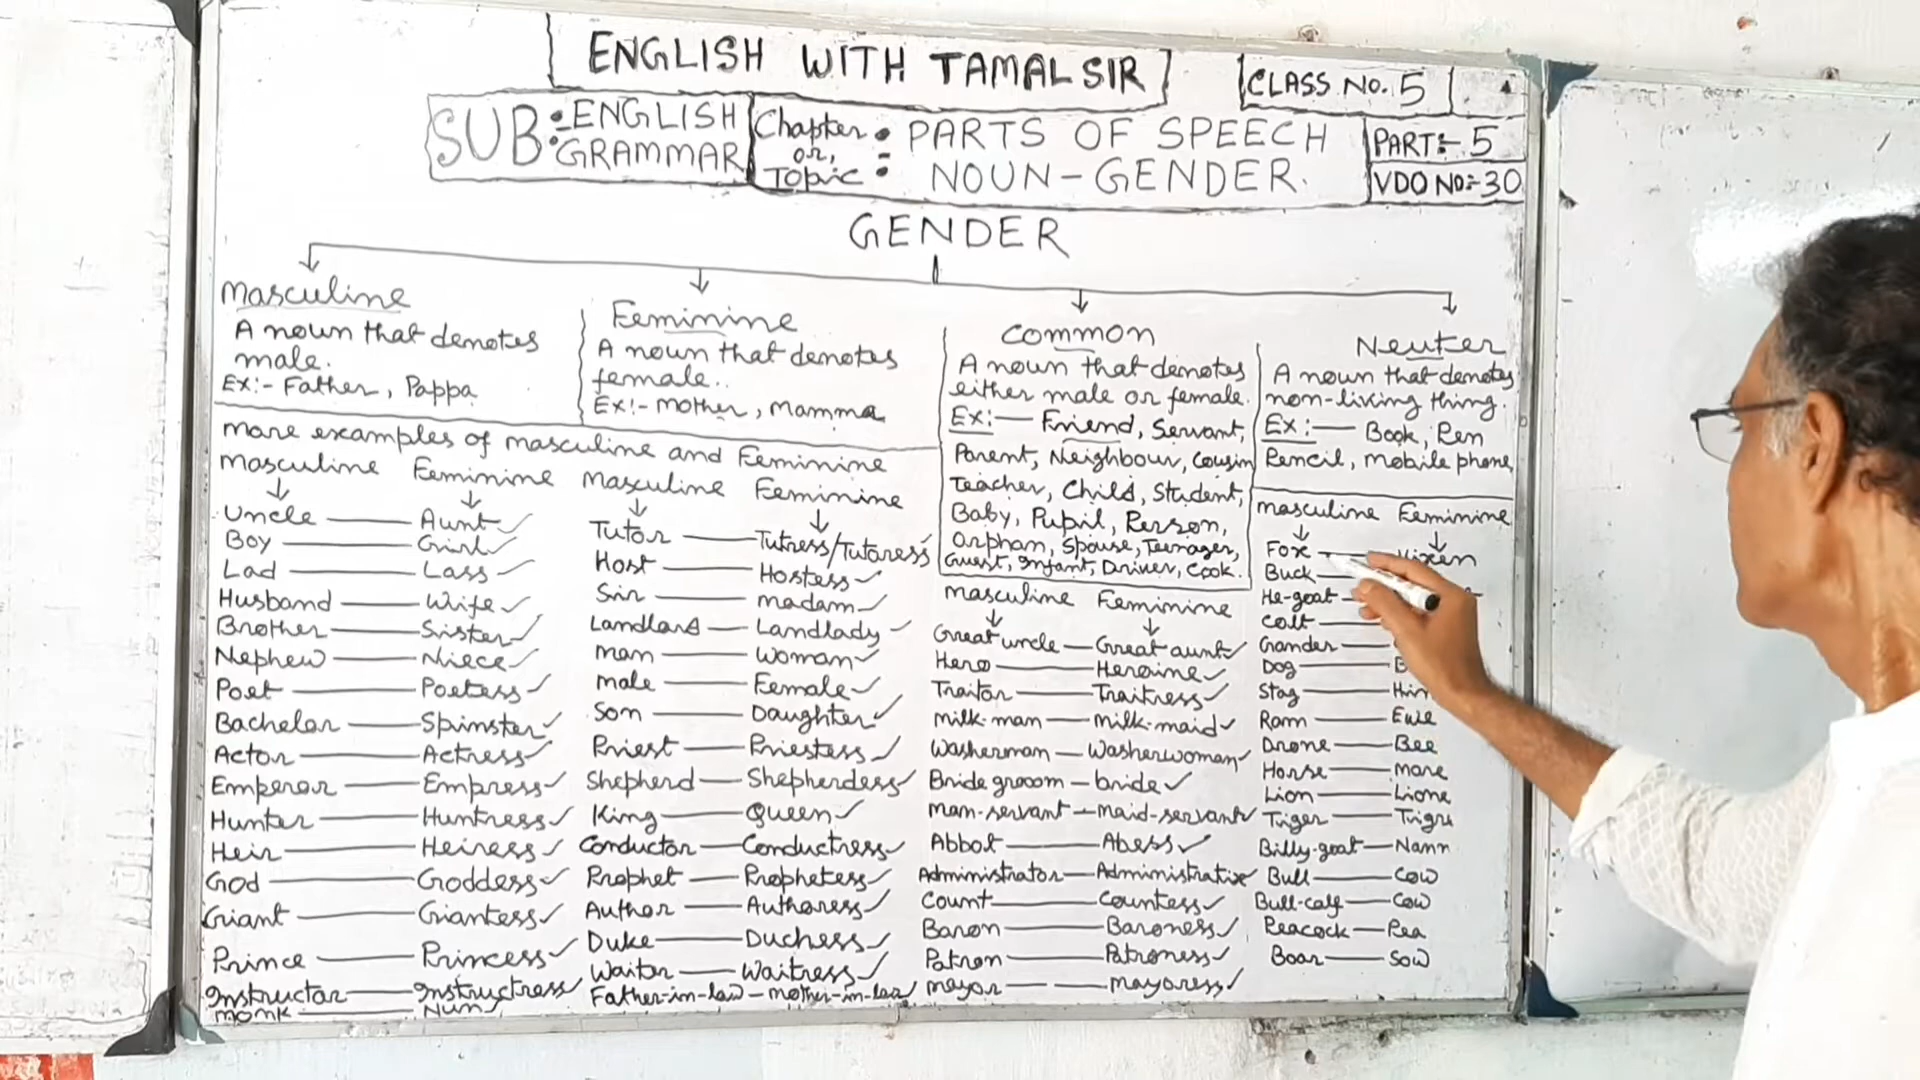 ENGLISH WITH TAMAL SIR
CLASS NO. 5
SUB:- ENGLISH GRAMMAR
Chapter or, Topic :-
PARTS OF SPEECH
NOUN-GENDER.
PART:- 5
VDO NO:- 30
GENDER
Masculine
A noun that denotes
male.
EX:- Father, Pappa
Feminine
A noun that denotes
female..
EX:- Mother, Mamma
Common
A noun that denotes
either male or female.
EX:- Friend, Servant,
Parent, Neighbour, Cousin
Teacher, Child, Student,
Baby, Pupil, Person,
Orphan, Spouse, Teenager,
Guest, Infant, Driver, Cook.
Neuter
A noun that denotes
non-living thing.
EX:- Book, Pen
Pencil, Mobile phone,
More examples of masculine and Feminine
Masculine Feminine
Uncle Aunt
Boy Girl
Lad Lass
Husband Wife
Brother Sister
Nephew Niece
Poet Poetess
Bachelor Spinster
Actor Actress
Emperor Empress
Hunter Huntress
Heir Heiress
God Goddess
Giant Giantess
Prince Princess
Instructor Instructress
Monk Nun
Masculine Feminine
Tutor Tutress/Tutoress
Host Hostess
Sir Madam
Landlord Landlady
Man Woman
Male Female
Son Daughter
Priest Priestess
Shepherd Shepherdess
King Queen
Conductor Conductress
Prophet Prophetess
Author Authoress
Duke Duchess
Waiter Waitress
Father-in-law Mother-in-law
Masculine Feminine
Great uncle Great aunt
Hero Heroine
Traitor Traitress
Milk-man Milk-maid
Washerman Washerwoman
Bride groom bride
Man-servant maid-servant
Abbot Abess
Administrator Administratix
Count Countess
Baron Baroness
Patron Patroness
Mayor Mayoress
Masculine Feminine
Fox Vixen
Buck
He-goat
Colt
Gander
Dog B
Stag Hin
Ram Ewe
Drone Bee
Horse Mare
Lion Lione
Tiger Tigre
Billy-goat Nann
Bull Cow
Bull-calf Cow
Peacock Pea
Boar Sow